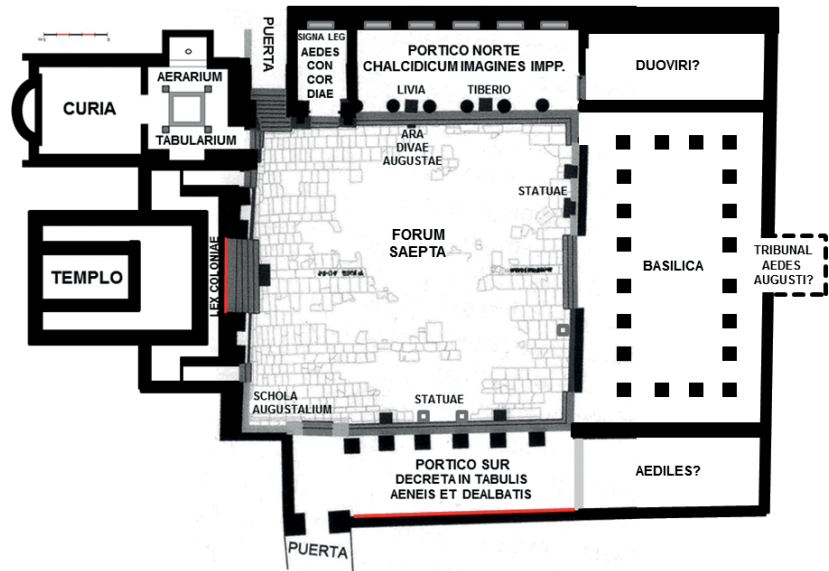 PUERTA
SIGNA LEG
AEDES
CON
COR
DIAE
PORTICO NORTE
CHALCIDICUM IMAGINES IMPP.
LIVIA
TIBERIO
DUOVIRI?
AERARIUM
CURIA
TABULARIUM
ARA
DIVAE
AUGUSTAE
STATUAE
FORUM
SAEPTA
TEMPLO
LEX COLONIAE
BASILICA
TRIBUNAL
AEDES
AUGUSTI?
SCHOLA
AUGUSTALIUM
STATUAE
PORTICO SUR
DECRETA IN TABULIS
AENEIS ET DEALBATIS
AEDILES?
PUERTA